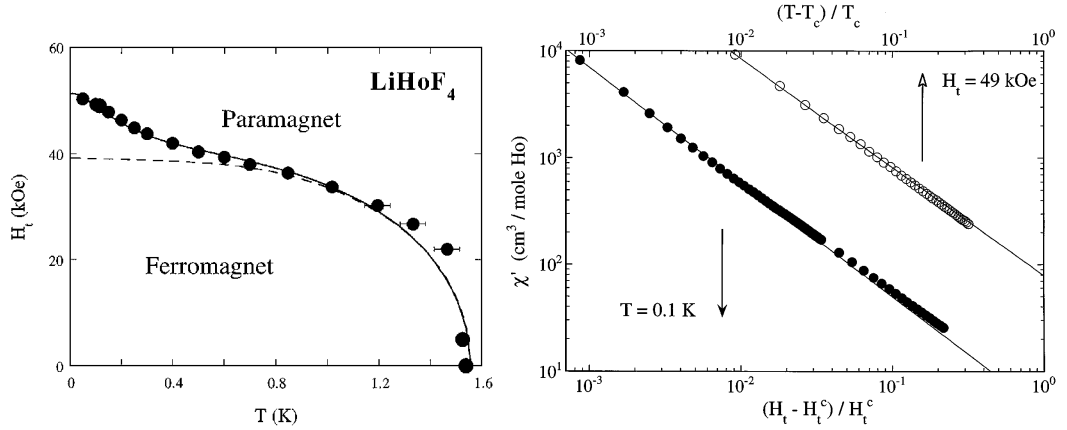 LiHoF4
Paramagnet
Ferromagnet
60
40
20
0
Ht (kOe)
0
0.4
0.8
1.2
1.6
T (K)
(T-Tc) / Tc
10^-3
10^-2
10^-1
10^0
10^4
10^3
10^2
10^1
χ' (cm^3 / mole Ho)
Ht = 49 kOe
T = 0.1 K
10^-3
10^-2
10^-1
10^0
(Ht - Ht^c) / Ht^c